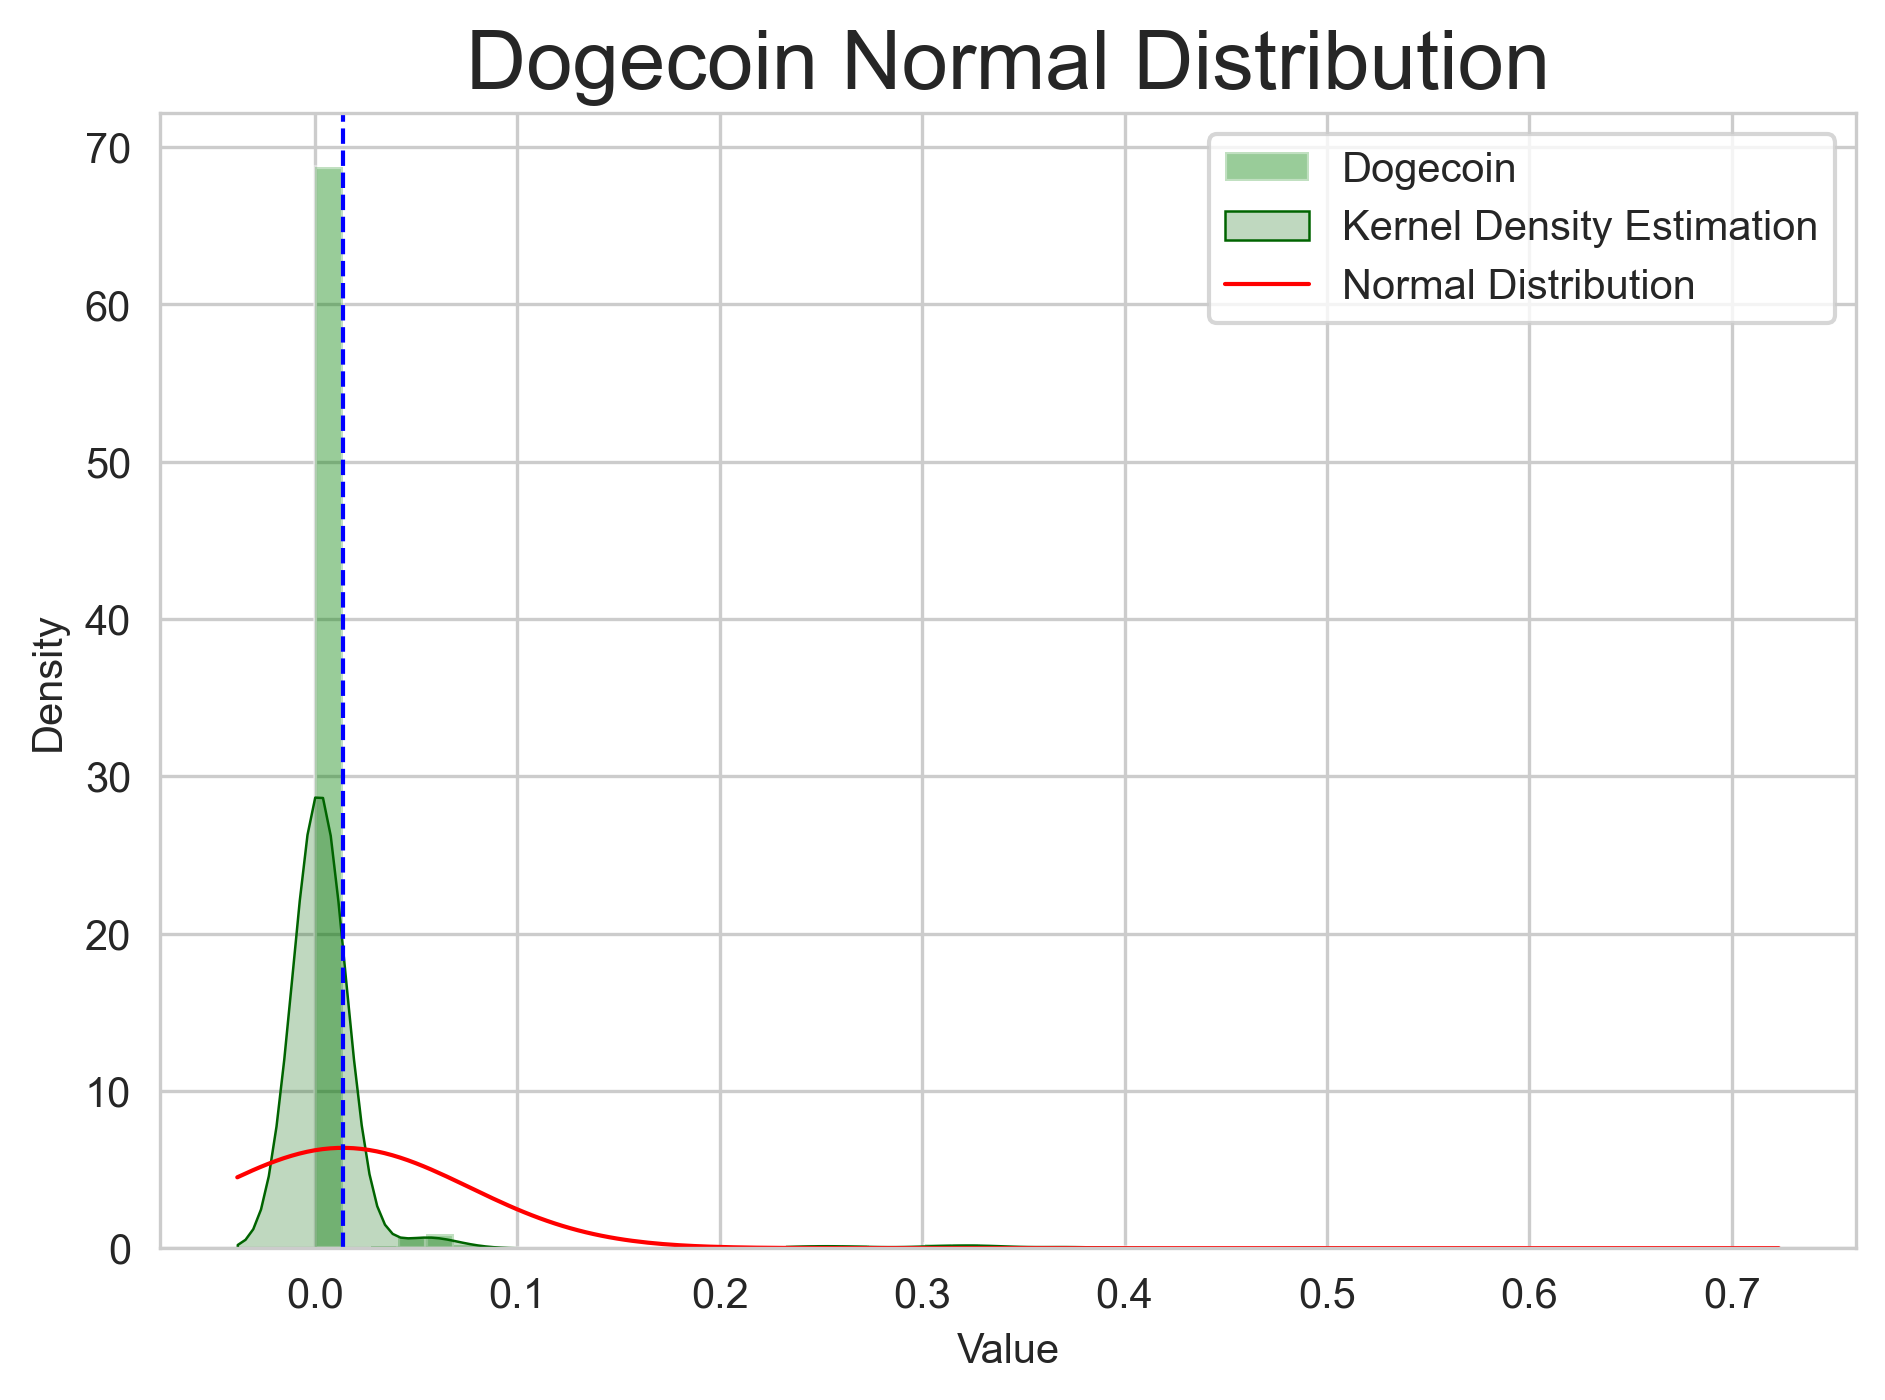 Dogecoin Normal Distribution
Dogecoin
Kernel Density Estimation
Normal Distribution
70
60
50
40
30
20
10
0
Density
0.0 0.1 0.2 0.3 0.4 0.5 0.6 0.7
Value